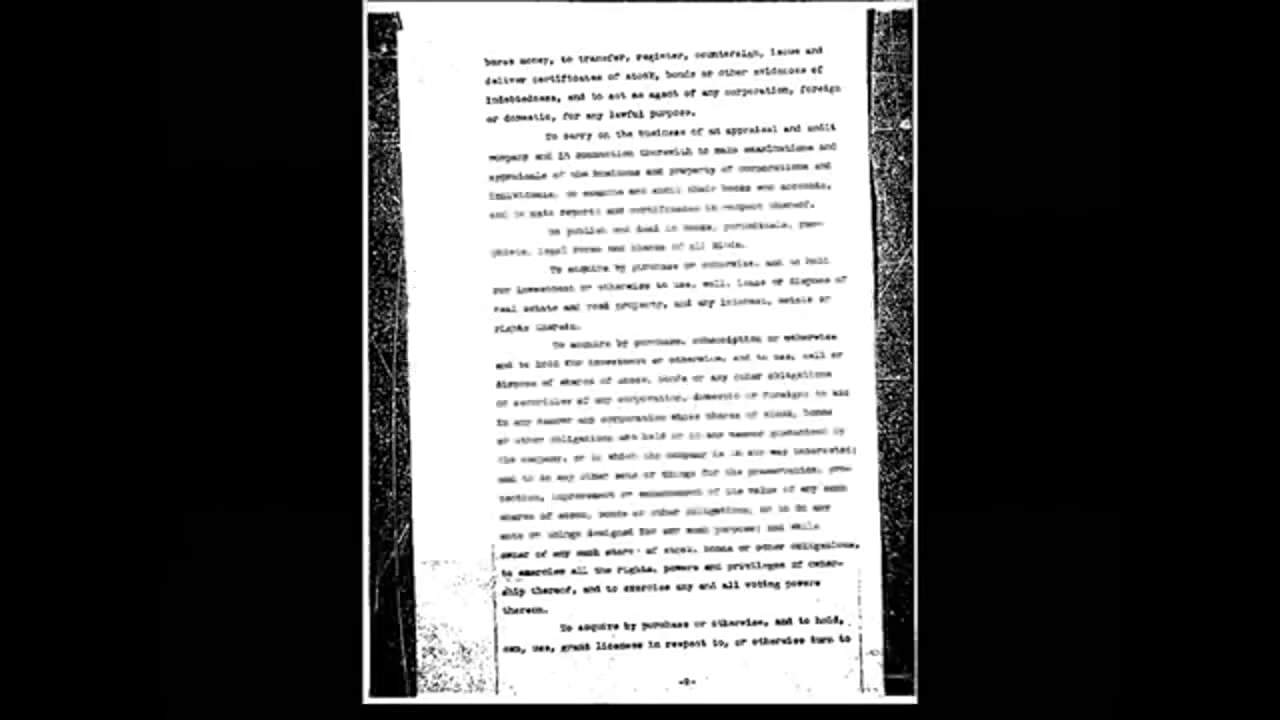 burse money, to transfer, register, countersign, issue and
deliver certificates of stock, bonds or other evidences of
indebtedness, and to act as agent of any corporation, foreign
or domestic, for any lawful purpose.
To carry on the business of an appraisal and audit
company and in connection therewith to make examinations and
appraisals of the business and property of corporations and
individuals, to examine and audit their books and accounts,
and to make reports and certificates in respect thereof.
To publish and deal in books, periodicals, pam-
phlets, legal forms and blanks of all kinds.
To acquire by purchase or otherwise, and to hold
for investment or otherwise to use, sell, lease or dispose of
real estate and real property, and any interest, estate or
rights therein.
To acquire by purchase, subscription or otherwise
and to hold for investment or otherwise, and to use, sell or
dispose of shares of stock, bonds or any other obligations
or securities of any corporation, domestic or foreign; to aid
in any manner any corporation whose shares of stock, bonds
or other obligations are held or in any manner guaranteed by
the company, or in which the company is in any way interested;
and to do any other acts or things for the preservation, pro-
tection, improvement or enhancement of the value of any such
shares of stock, bonds or other obligations, or to do any
acts or things designed for any such purpose; and while
owner of any such shares of stock, bonds or other obligations,
to exercise all the rights, powers and privileges of owner-
ship thereof, and to exercise any and all voting powers
thereon.
To acquire by purchase or otherwise, and to hold,
own, use, grant licenses in respect to, or otherwise turn to